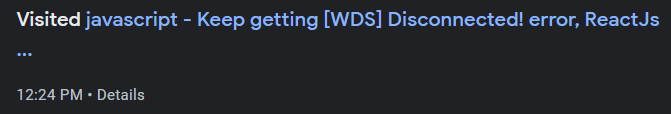 Visited javascript - Keep getting [WDS] Disconnected! error, ReactJs
...
12:24 PM • Details